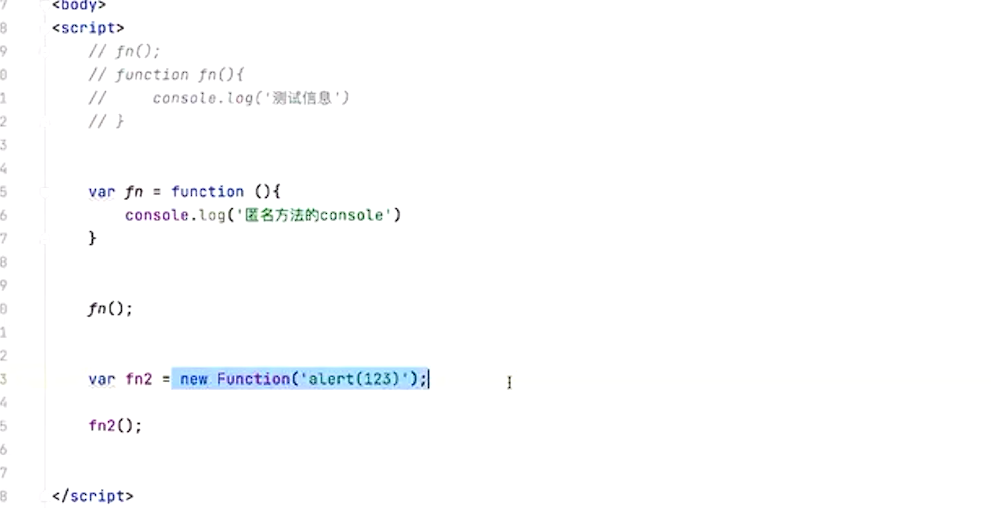 7 <body>
8 <script>
9 // fn();
0 // function fn(){
1 //     console.log('测试信息')
2 // }
3
4
5 var fn = function (){
6     console.log('匿名方法的console')
7 }
8
9
0 fn();
1
2
3 var fn2 = new Function('alert(123)');
4
5 fn2();
6
7
8 </script>